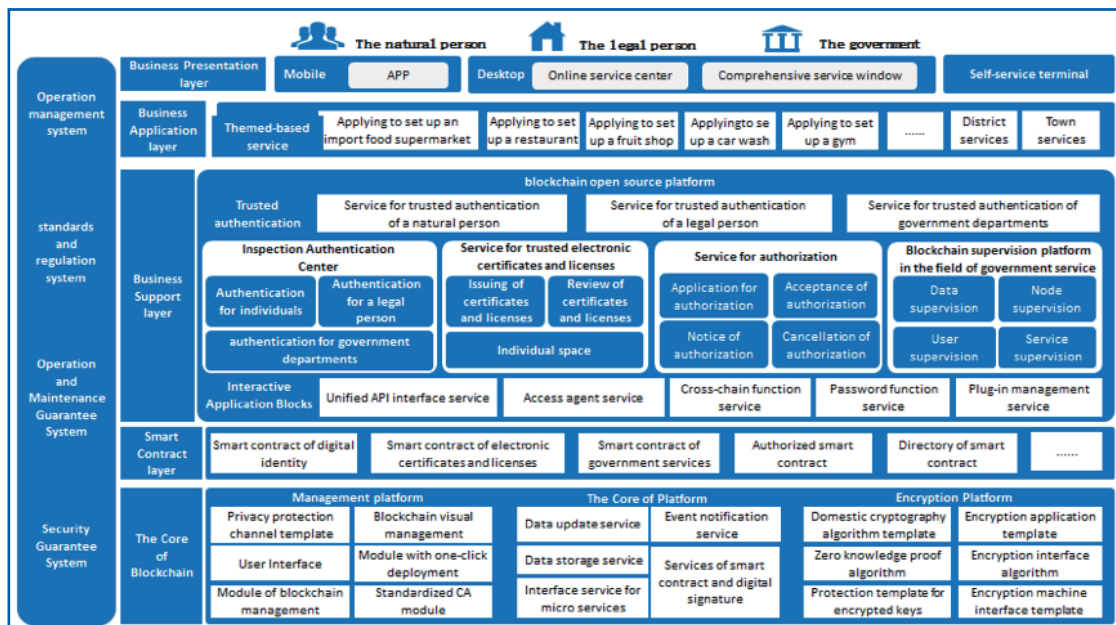 The natural person
The legal person
The government
Operation
management
system
standards
and
regulation
system
Operation
and
Maintenance
Guarantee
System
Security
Guarantee
System
Business Presentation
layer
Mobile
APP
Desktop
Online service center
Comprehensive service window
Self-service terminal
Business
Application
layer
Themed-based
service
Applying to set up an
import food supermarket
Applying to set
up a restaurant
Applying to set
up a fruit shop
Applyingto se
up a car wash
Applying to set
up a gym
......
District
services
Town
services
Business
Support
layer
blockchain open source platform
Trusted
authentication
Service for trusted authentication
of a natural person
Service for trusted authentication
of a legal person
Service for trusted authentication of
government departments
Inspection Authentication
Center
Authentication
for individuals
Authentication
for a legal
person
authentication for government
departments
Service for trusted electronic
certificates and licenses
Issuing of
certificates
and licenses
Review of
certificates
and licenses
Individual space
Service for authorization
Application for
authorization
Acceptance of
authorization
Notice of
authorization
Cancellation of
authorization
Blockchain supervision platform
in the field of government service
Data
supervision
Node
supervision
User
supervision
Service
supervision
Interactive
Application Blocks
Unified API interface service
Access agent service
Cross-chain function
service
Password function
service
Plug-in management
service
Smart
Contract
layer
Smart contract of digital
identity
Smart contract of electronic
certificates and licenses
Smart contract of
government services
Authorized smart
contract
Directory of smart
contract
......
The Core
of
Blockchain
Management platform
Privacy protection
channel template
Blockchain visual
management
User Interface
Module with one-click
deployment
Module of blockchain
management
Standardized CA
module
The Core of Platform
Data update service
Event notification
service
Data storage service
Services of smart
contract and digital
signature
Interface service for
micro services
Encryption Platform
Domestic cryptography
algorithm template
Encryption application
template
Zero knowledge proof
algorithm
Encryption interface
algorithm
Protection template for
encrypted keys
Encryption machine
interface template